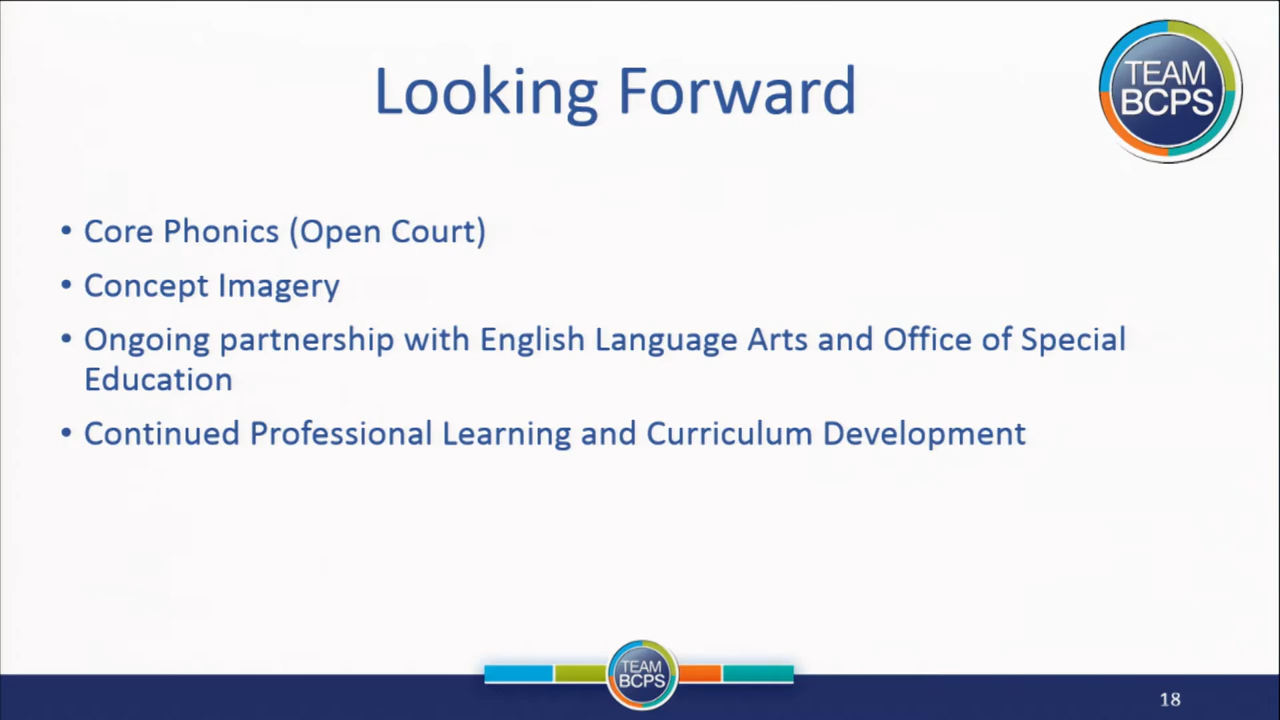 Looking Forward
TEAM
BCPS
• Core Phonics (Open Court)
• Concept Imagery
• Ongoing partnership with English Language Arts and Office of Special
Education
• Continued Professional Learning and Curriculum Development
TEAM
BCPS
18